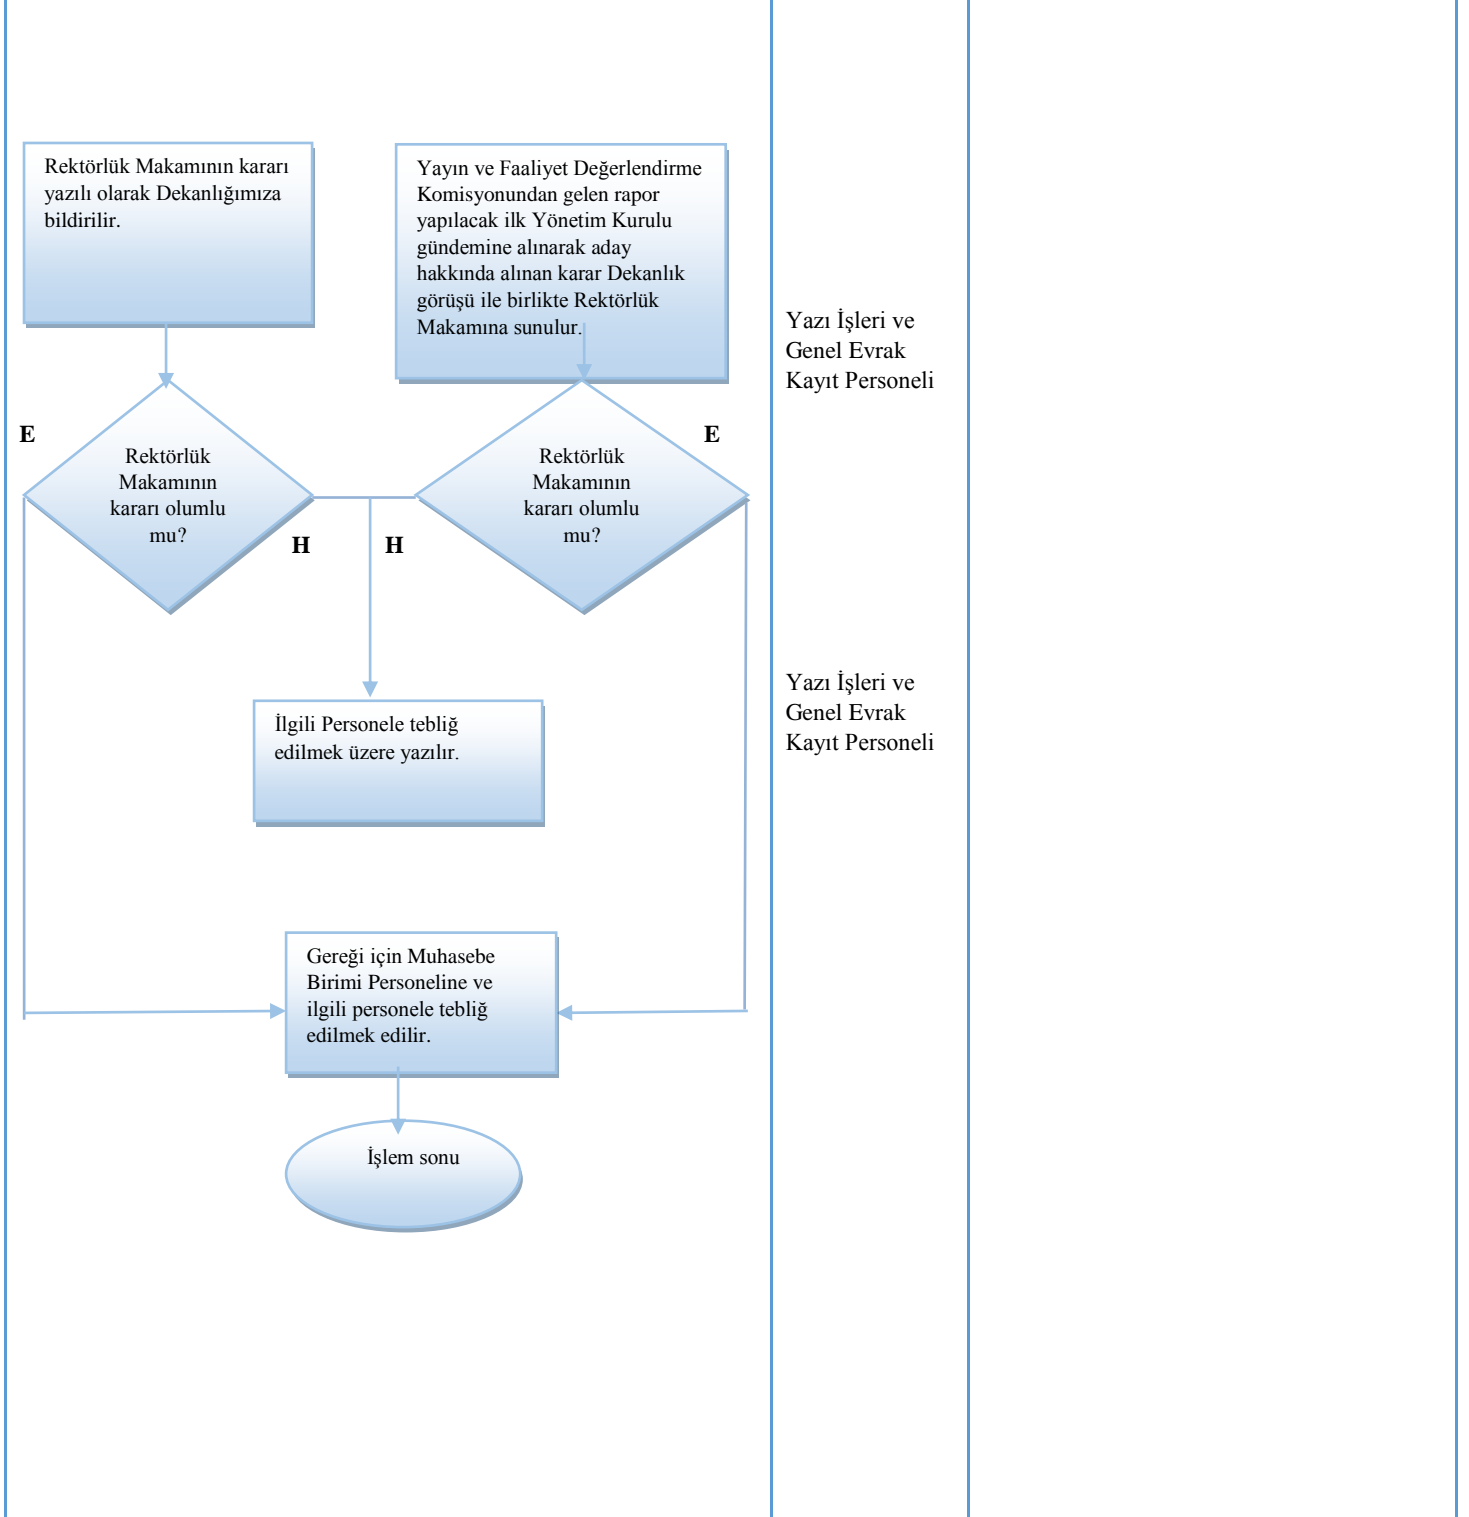 Rektörlük Makamının kararı
yazılı olarak Dekanlığımıza
bildirilir.
Yayın ve Faaliyet Değerlendirme
Komisyonundan gelen rapor
yapılacak ilk Yönetim Kurulu
gündemine alınarak aday
hakkında alınan karar Dekanlık
görüşü ile birlikte Rektörlük
Makamına sunulur.
Yazı İşleri ve
Genel Evrak
Kayıt Personeli
E
Rektörlük
Makamının
kararı olumlu
mu?
H
H
Rektörlük
Makamının
kararı olumlu
mu?
E
İlgili Personele tebliğ
edilmek üzere yazılır.
Yazı İşleri ve
Genel Evrak
Kayıt Personeli
Gereği için Muhasebe
Birimi Personeline ve
ilgili personele tebliğ
edilmek edilir.
İşlem sonu